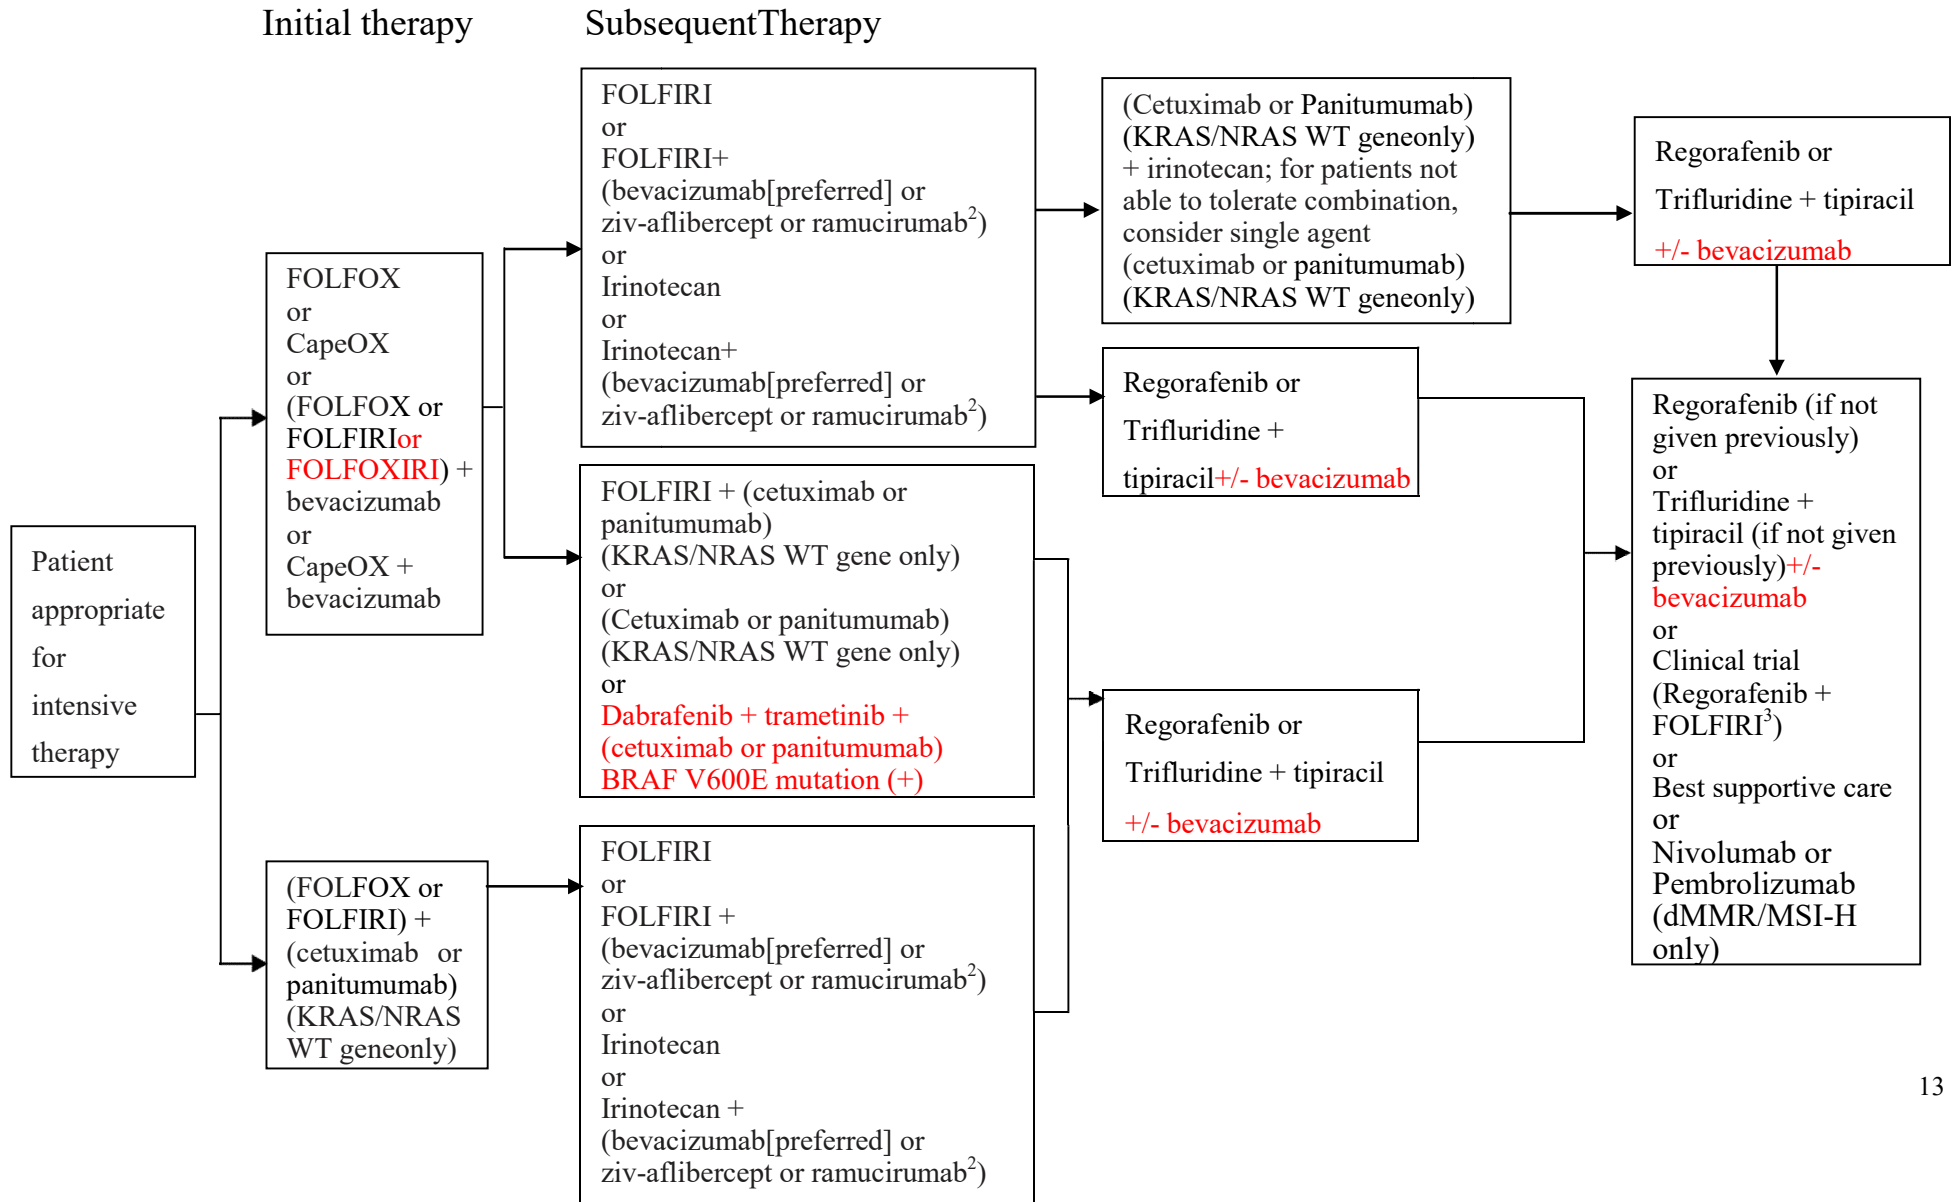 Initial therapy
SubsequentTherapy
Patient
appropriate
for
intensive
therapy
FOLFOX
or
CapeOX
or
(FOLFOX or
FOLFIRIor
FOLFOXIRI) +
bevacizumab
or
CapeOX +
bevacizumab
(FOLFOX or
FOLFIRI) +
(cetuximab or
panitumumab)
(KRAS/NRAS
WT geneonly)
FOLFIRI
or
FOLFIRI+
(bevacizumab[preferred] or
ziv-aflibercept or ramucirumab²)
or
Irinotecan
or
Irinotecan+
(bevacizumab[preferred] or
ziv-aflibercept or ramucirumab²)
FOLFIRI + (cetuximab or
panitumumab)
(KRAS/NRAS WT gene only)
or
(Cetuximab or panitumumab)
(KRAS/NRAS WT gene only)
or
Dabrafenib + trametinib +
(cetuximab or panitumumab)
BRAF V600E mutation (+)
FOLFIRI
or
FOLFIRI +
(bevacizumab[preferred] or
ziv-aflibercept or ramucirumab²)
or
Irinotecan
or
Irinotecan +
(bevacizumab[preferred] or
ziv-aflibercept or ramucirumab²)
(Cetuximab or Panitumumab)
(KRAS/NRAS WT geneonly)
+ irinotecan; for patients not
able to tolerate combination,
consider single agent
(cetuximab or panitumumab)
(KRAS/NRAS WT geneonly)
Regorafenib or
Trifluridine +
tipiracil+/- bevacizumab
Regorafenib or
Trifluridine + tipiracil
+/- bevacizumab
Regorafenib or
Trifluridine + tipiracil
+/- bevacizumab
Regorafenib (if not
given previously)
or
Trifluridine +
tipiracil (if not given
previously)+/-
bevacizumab
or
Clinical trial
(Regorafenib +
FOLFIRI³)
or
Best supportive care
or
Nivolumab or
Pembrolizumab
(dMMR/MSI-H
only)
13